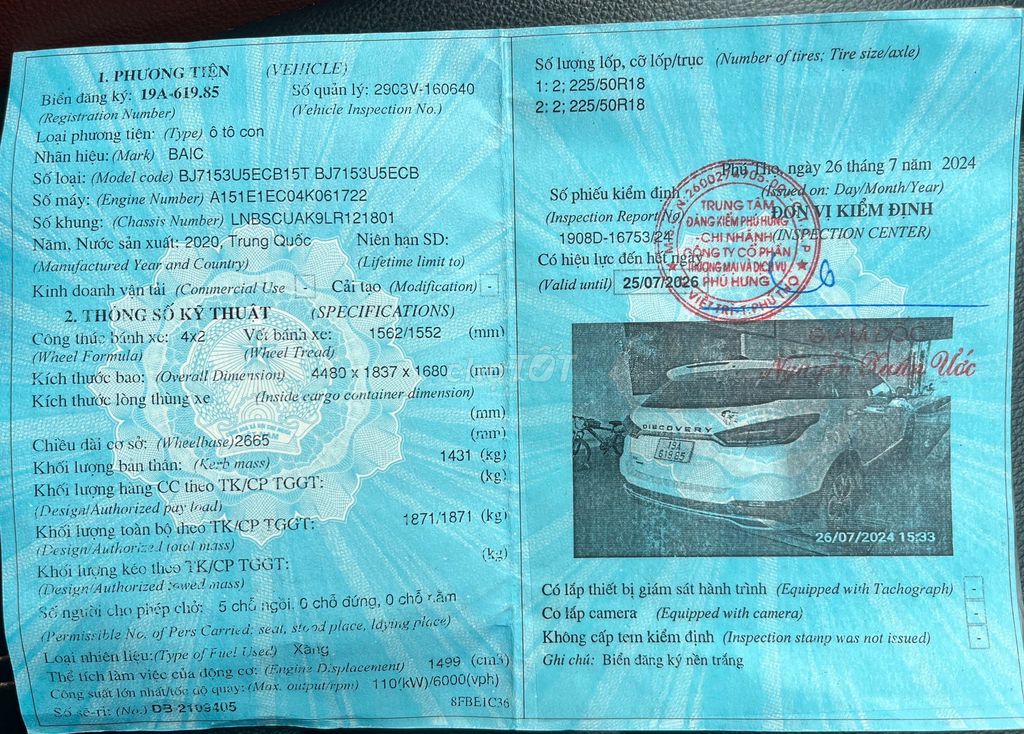 1. PHƯƠNG TIỆN (VEHICLE)
Biển đăng ký: 19A-619.85 Số quản lý: 2903V-160640
(Registration Number) (Vehicle Inspection No.)
Loại phương tiện: (Type) ô tô con
Nhãn hiệu: (Mark) BAIC
Số loại: (Model code) BJ7153U5ECB15T BJ7153U5ECB
Số máy: (Engine Number) A151E1EC04K061722
Số khung: (Chassis Number) LNBSCUAK9LR121801
Năm, Nước sản xuất: 2020, Trung Quốc Niên hạn SD:
(Manufactured Year and Country) (Lifetime limit to)
Kinh doanh vận tải (Commercial Use - Cải tạo (Modification) -
2. THÔNG SỐ KỸ THUẬT (SPECIFICATIONS)
Công thức bánh xe: 4x2 Vết bánh xe: 1562/1552 (mm)
(Wheel Formula) (Wheel Tread)
Kích thước bao: (Overall Dimension) 4480 x 1837 x 1680 (mm)
Kích thước lòng thùng xe (Inside cargo container dimension)
(mm)
Chiều dài cơ sở: (Wheelbase)2665 (mm)
Khối lượng bản thân: (Kerb mass) 1431 (kg)
Khối lượng hàng CC theo TK/CP TGGT: (kg)
(Design/Authorized pay load)
Khối lượng toàn bộ theo TK/CP TGGT: 1871/1871 (kg)
(Design/Authorized total mass)
Khối lượng kéo theo TK/CP TGGT: (kg)
(Design/Authorized towed mass)
Số người cho phép chở: 5 chỗ ngồi, 0 chỗ đứng, 0 chỗ nằm
(Permissible No. of Pers Carried: seat, stood place, laying place)
Loại nhiên liệu:(Type of Fuel Used) Xăng
Thể tích làm việc của động cơ: (Engine Displacement) 1499 (cm3)
Công suất lớn nhất/tốc độ quay:(Max. output/rpm) 110(kW)/6000(vph)
Số sê-ri: (No.) DB-2109405 8FBE1C36
Số lượng lốp, cỡ lốp/trục (Number of tires; Tire size/axle)
1: 2; 225/50R18
2: 2; 225/50R18
Phú Thọ, ngày 26 tháng 7 năm 2024
Số phiếu kiểm định (Issued on: Day/Month/Year)
(Inspection Report No) ĐƠN VỊ KIỂM ĐỊNH
1908D-16753/24 (INSPECTION CENTER)
Có hiệu lực đến hết ngày
(Valid until) 25/07/2026
TRUNG TÂM
ĐĂNG KIỂM PHÚ HƯNG
-CHI NHÁNH
CÔNG TY CỔ PHẦN
THƯƠNG MẠI VÀ DỊCH VỤ
PHÚ HƯNG
VIỆT TRÌ-T.PHÚ THỌ
GIÁM ĐỐC
Nguyễn Xuân Ước
TỐT
DISCOVERY
19A
619.85
26/07/2024 15:33
Có lắp thiết bị giám sát hành trình (Equipped with Tachograph) -
Có lắp camera (Equipped with camera) -
Không cấp tem kiểm định (Inspection stamp was not issued) -
Ghi chú: Biển đăng ký nền trắng